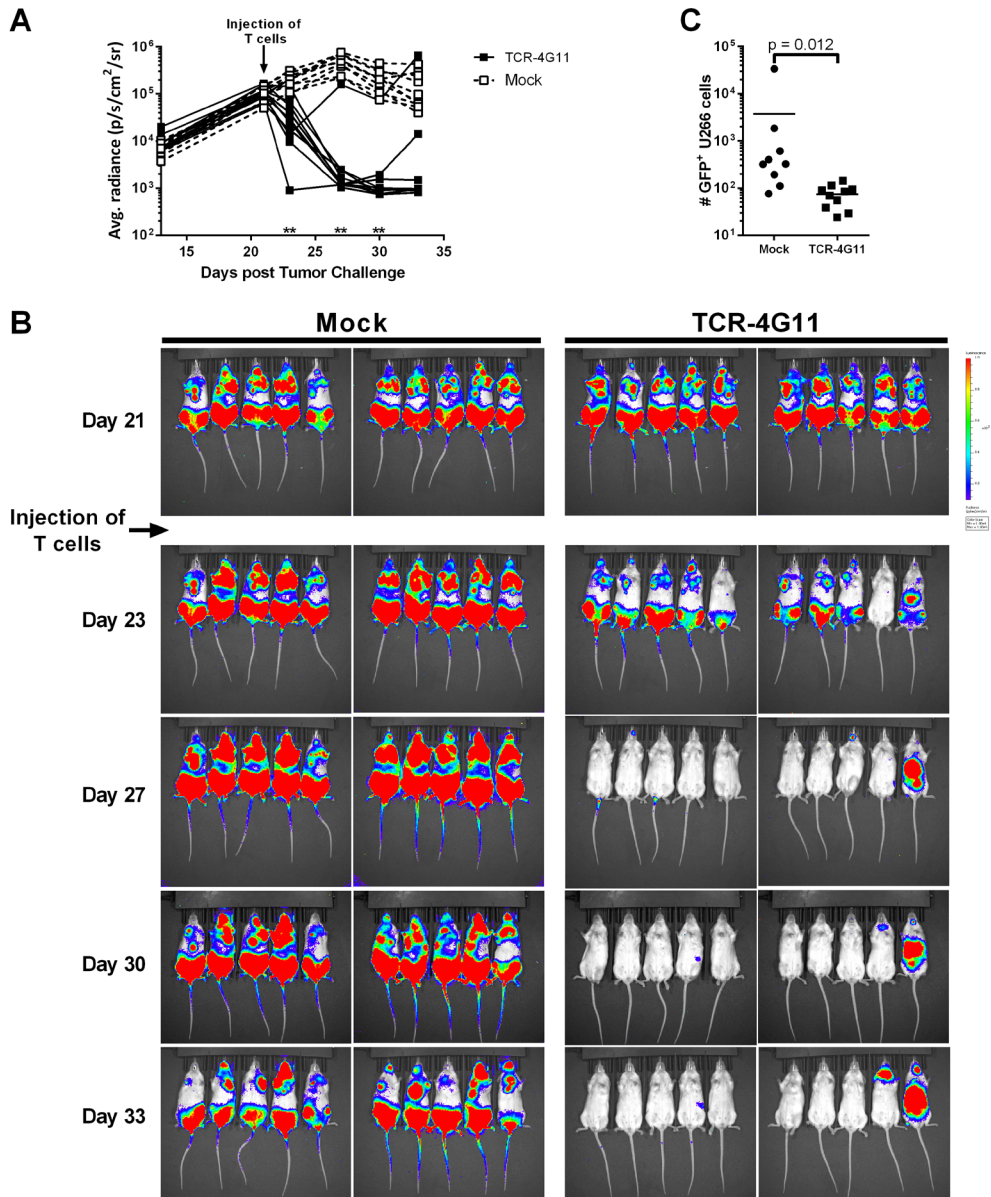 A
Injection of
T cells
Avg. radiance (p/s/cm²/sr)
10⁶
10⁵
10⁴
10³
10²
** ** **
15 20 25 30 35
Days post Tumor Challenge
TCR-4G11
Mock
C
p = 0.012
# GFP⁺ U266 cells
10⁵
10⁴
10³
10²
10¹
Mock TCR-4G11
B
Mock TCR-4G11
Day 21
Injection of
T cells
Day 23
Day 27
Day 30
Day 33